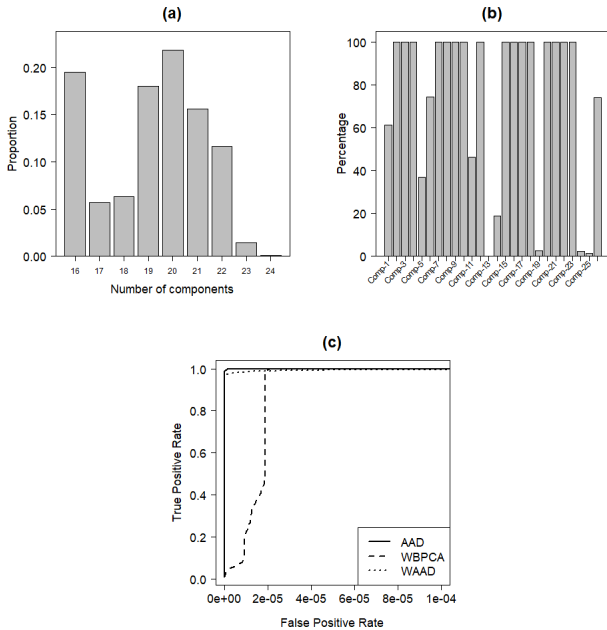 (a)
Proportion
0.20
0.15
0.10
0.05
0.00
16 17 18 19 20 21 22 23 24
Number of components
(b)
Percentage
100
80
60
40
20
0
Comp-1 Comp-3 Comp-5 Comp-7 Comp-9 Comp-11 Comp-13 Comp-15 Comp-17 Comp-19 Comp-21 Comp-23 Comp-25
(c)
True Positive Rate
1.0
0.8
0.6
0.4
0.2
0.0
AAD
WBPCA
WAAD
0e+00 2e-05 4e-05 6e-05 8e-05 1e-04
False Positive Rate